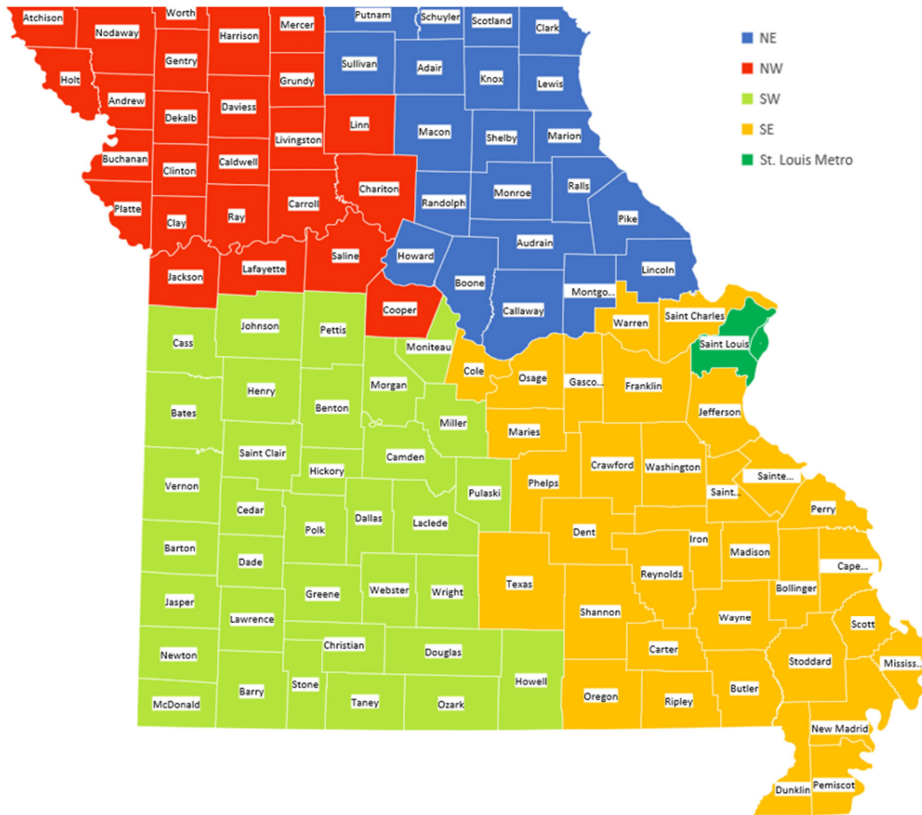 Atchison
Nodaway
Worth
Harrison
Mercer
Putnam
Schuyler
Scotland
Clark
NE
NW
SW
SE
St. Louis Metro
Holt
Gentry
Sullivan
Adair
Knox
Lewis
Andrew
Dekalb
Daviess
Grundy
Linn
Macon
Shelby
Marion
Livingston
Buchanan
Clinton
Caldwell
Chariton
Randolph
Monroe
Ralls
Platte
Clay
Ray
Carroll
Pike
Audrain
Jackson
Lafayette
Saline
Howard
Boone
Callaway
Montgo...
Lincoln
Cooper
Warren
Saint Charles
Saint Louis
Cass
Johnson
Pettis
Moniteau
Cole
Osage
Gasco...
Franklin
Jefferson
Bates
Henry
Benton
Morgan
Miller
Maries
Saint Clair
Hickory
Camden
Pulaski
Phelps
Crawford
Washington
Saint...
Sainte...
Perry
Vernon
Cedar
Polk
Dallas
Laclede
Dent
Iron
Madison
Cape...
Barton
Dade
Greene
Webster
Wright
Texas
Reynolds
Bollinger
Jasper
Lawrence
Shannon
Wayne
Scott
Newton
Christian
Douglas
Carter
Stoddard
Mississ...
McDonald
Barry
Stone
Taney
Ozark
Howell
Oregon
Ripley
Butler
New Madrid
Dunklin
Pemiscot